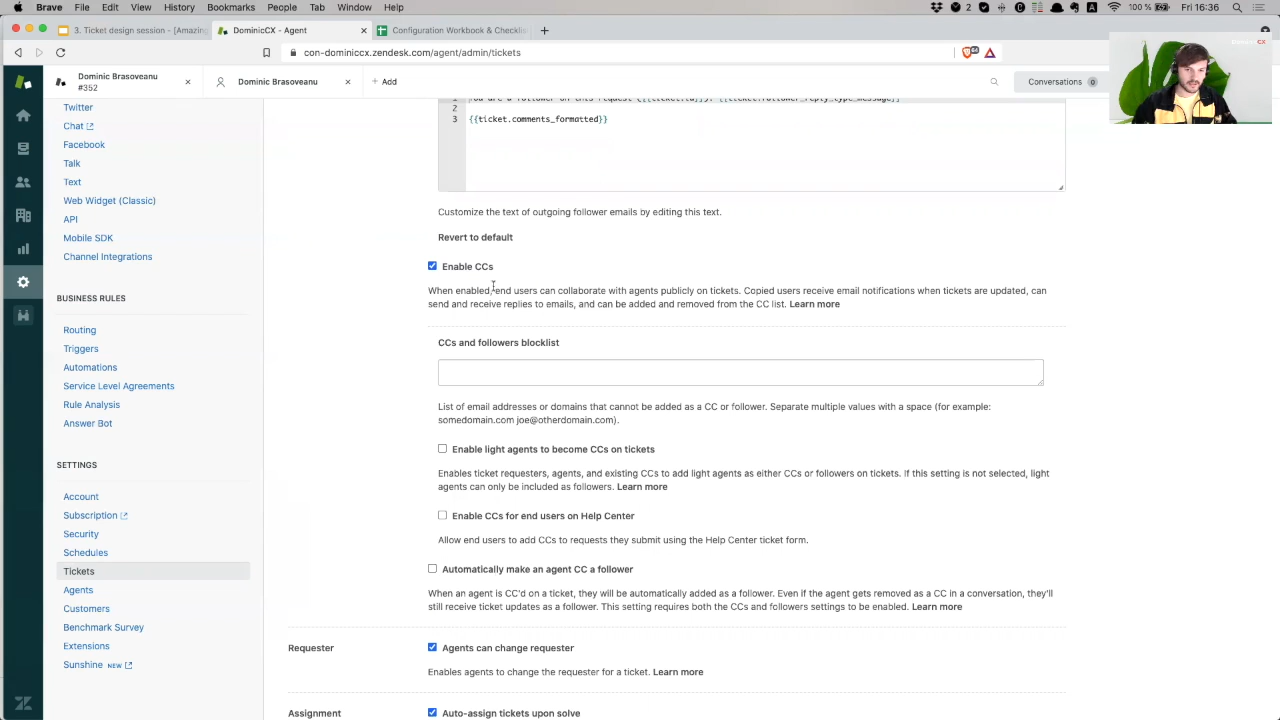 Brave File Edit View History Bookmarks People Tab Window Help
2 100 % Fri 16:36
3. Ticket design session - [Amazing
DominicCX - Agent
Configuration Workbook & Checklis
con-dominiccx.zendesk.com/agent/admin/tickets
Dominic Brasoveanu
#352
Dominic Brasoveanu
+ Add
Conversations 0
Twitter
Chat
Facebook
Talk
Text
Web Widget (Classic)
API
Mobile SDK
Channel Integrations
BUSINESS RULES
Routing
Triggers
Automations
Service Level Agreements
Rule Analysis
Answer Bot
SETTINGS
Account
Subscription
Security
Schedules
Tickets
Agents
Customers
Benchmark Survey
Extensions
Sunshine NEW
1 You are a follower on this request ({{ticket.id}}). {{ticket.follower_reply_type_message}}
2
3 {{ticket.comments_formatted}}
Customize the text of outgoing follower emails by editing this text.
Revert to default
Enable CCs
When enabled, end users can collaborate with agents publicly on tickets. Copied users receive email notifications when tickets are updated, can
send and receive replies to emails, and can be added and removed from the CC list. Learn more
CCs and followers blocklist
List of email addresses or domains that cannot be added as a CC or follower. Separate multiple values with a space (for example:
somedomain.com joe@otherdomain.com).
Enable light agents to become CCs on tickets
Enables ticket requesters, agents, and existing CCs to add light agents as either CCs or followers on tickets. If this setting is not selected, light
agents can only be included as followers. Learn more
Enable CCs for end users on Help Center
Allow end users to add CCs to requests they submit using the Help Center ticket form.
Automatically make an agent CC a follower
When an agent is CC'd on a ticket, they will be automatically added as a follower. Even if the agent gets removed as a CC in a conversation, they'll
still receive ticket updates as a follower. This setting requires both the CCs and followers settings to be enabled. Learn more
Requester
Agents can change requester
Enables agents to change the requester for a ticket. Learn more
Assignment
Auto-assign tickets upon solve